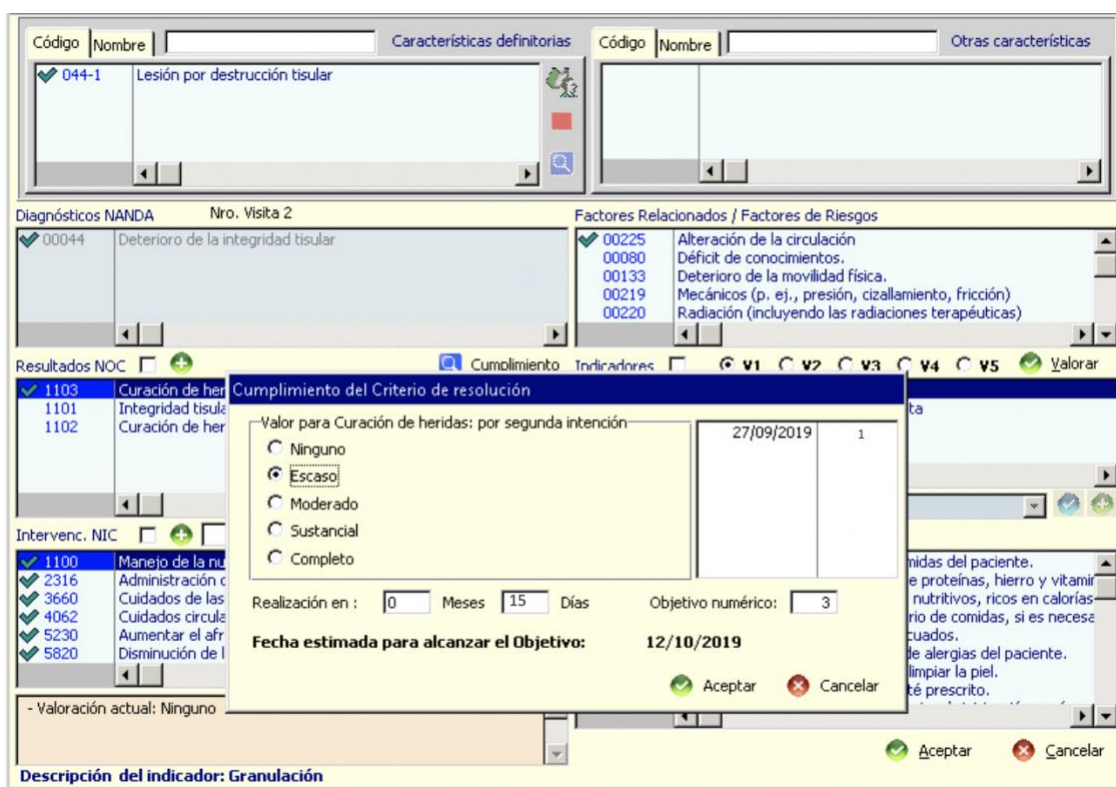 Código Nombre Características definitorias
044-1 Lesión por destrucción tisular
Código Nombre Otras características
Diagnósticos NANDA Nro. Visita 2
00044 Deterioro de la integridad tisular
Factores Relacionados / Factores de Riesgos
00225 Alteración de la circulación
00080 Déficit de conocimientos.
00133 Deterioro de la movilidad física.
00219 Mecánicos (p. ej., presión, cizallamiento, fricción)
00220 Radiación (incluyendo las radiaciones terapéuticas)
Resultados NOC Cumplimiento Indicadores V1 V2 V3 V4 V5 Valorar
1103 Curación de her
1101 Integridad tisula
1102 Curación de her
ta
Cumplimiento del Criterio de resolución
Valor para Curación de heridas: por segunda intención
Ninguno
Escaso
Moderado
Sustancial
Completo
27/09/2019 1
Realización en : 0 Meses 15 Días Objetivo numérico: 3
Fecha estimada para alcanzar el Objetivo: 12/10/2019
Aceptar Cancelar
Intervenc. NIC
1100 Manejo de la nu
2316 Administración c
3660 Cuidados de las
4062 Cuidados circula
5230 Aumentar el afr
5820 Disminución de l
midas del paciente.
e proteínas, hierro y vitamir
nutritivos, ricos en calorías
rio de comidas, si es necesa
cuados.
de alergias del paciente.
limpiar la piel.
té prescrito.
- Valoración actual: Ninguno
Aceptar Cancelar
Descripción del indicador: Granulación